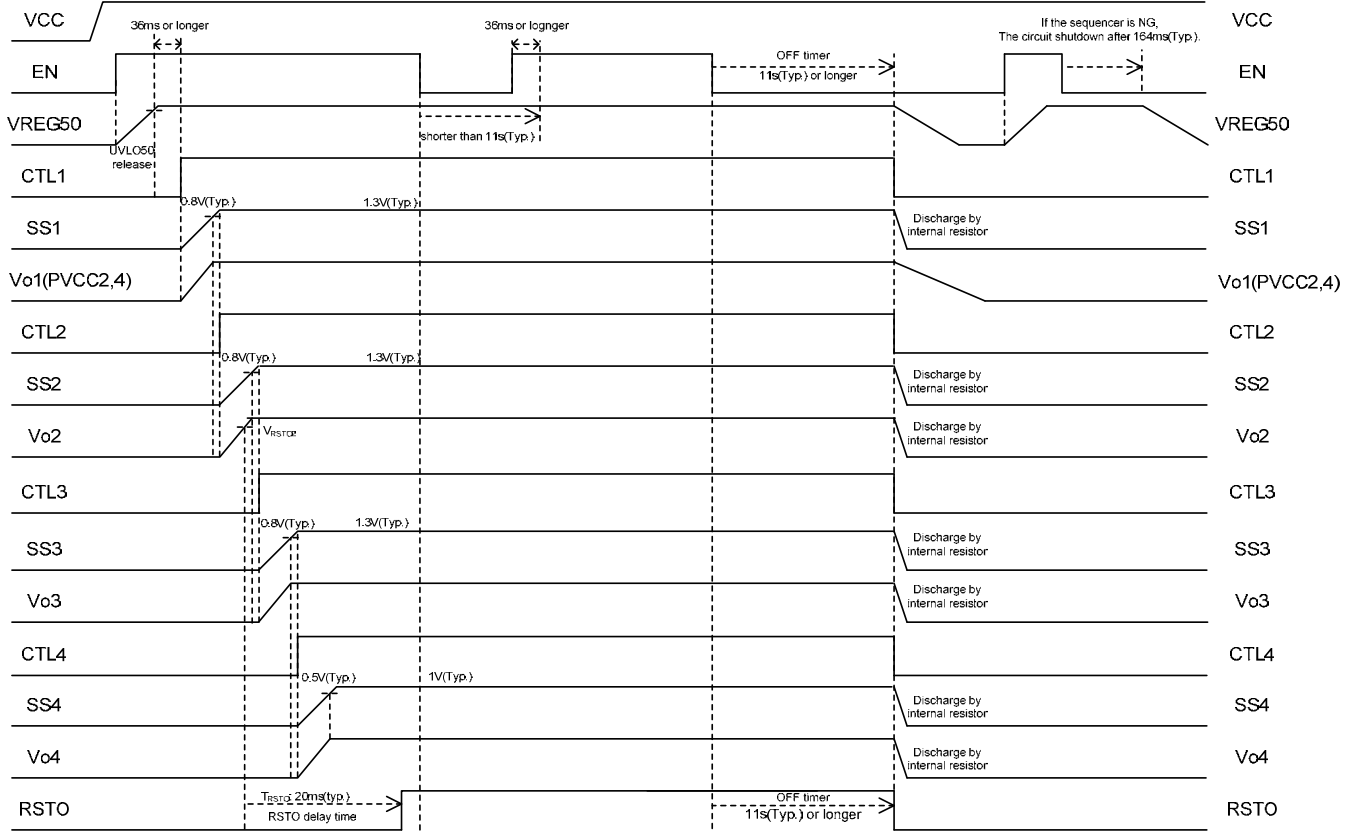 VCC
36ms or longer
36ms or lognger
If the sequencer is NG,
The circuit shutdown after 164ms(Typ.).
VCC
EN
OFF timer
11s(Typ.) or longer
EN
VREG50
UVLO50
release
shorter than 11s(Typ.)
VREG50
CTL1
CTL1
0.8V(Typ.)
1.3V(Typ.)
SS1
Discharge by
internal resistor
SS1
Vo1(PVCC2,4)
Vo1(PVCC2,4)
CTL2
CTL2
0.8V(Typ.)
1.3V(Typ.)
SS2
Discharge by
internal resistor
SS2
Vo2
VRSTO2
Discharge by
internal resistor
Vo2
CTL3
CTL3
0.8V(Typ.)
1.3V(Typ.)
SS3
Discharge by
internal resistor
SS3
Vo3
Discharge by
internal resistor
Vo3
CTL4
CTL4
0.5V(Typ.)
1V(Typ.)
SS4
Discharge by
internal resistor
SS4
Vo4
Discharge by
internal resistor
Vo4
RSTO
TRSTO: 20ms(typ.)
RSTO delay time
OFF timer
11s(Typ.) or longer
RSTO